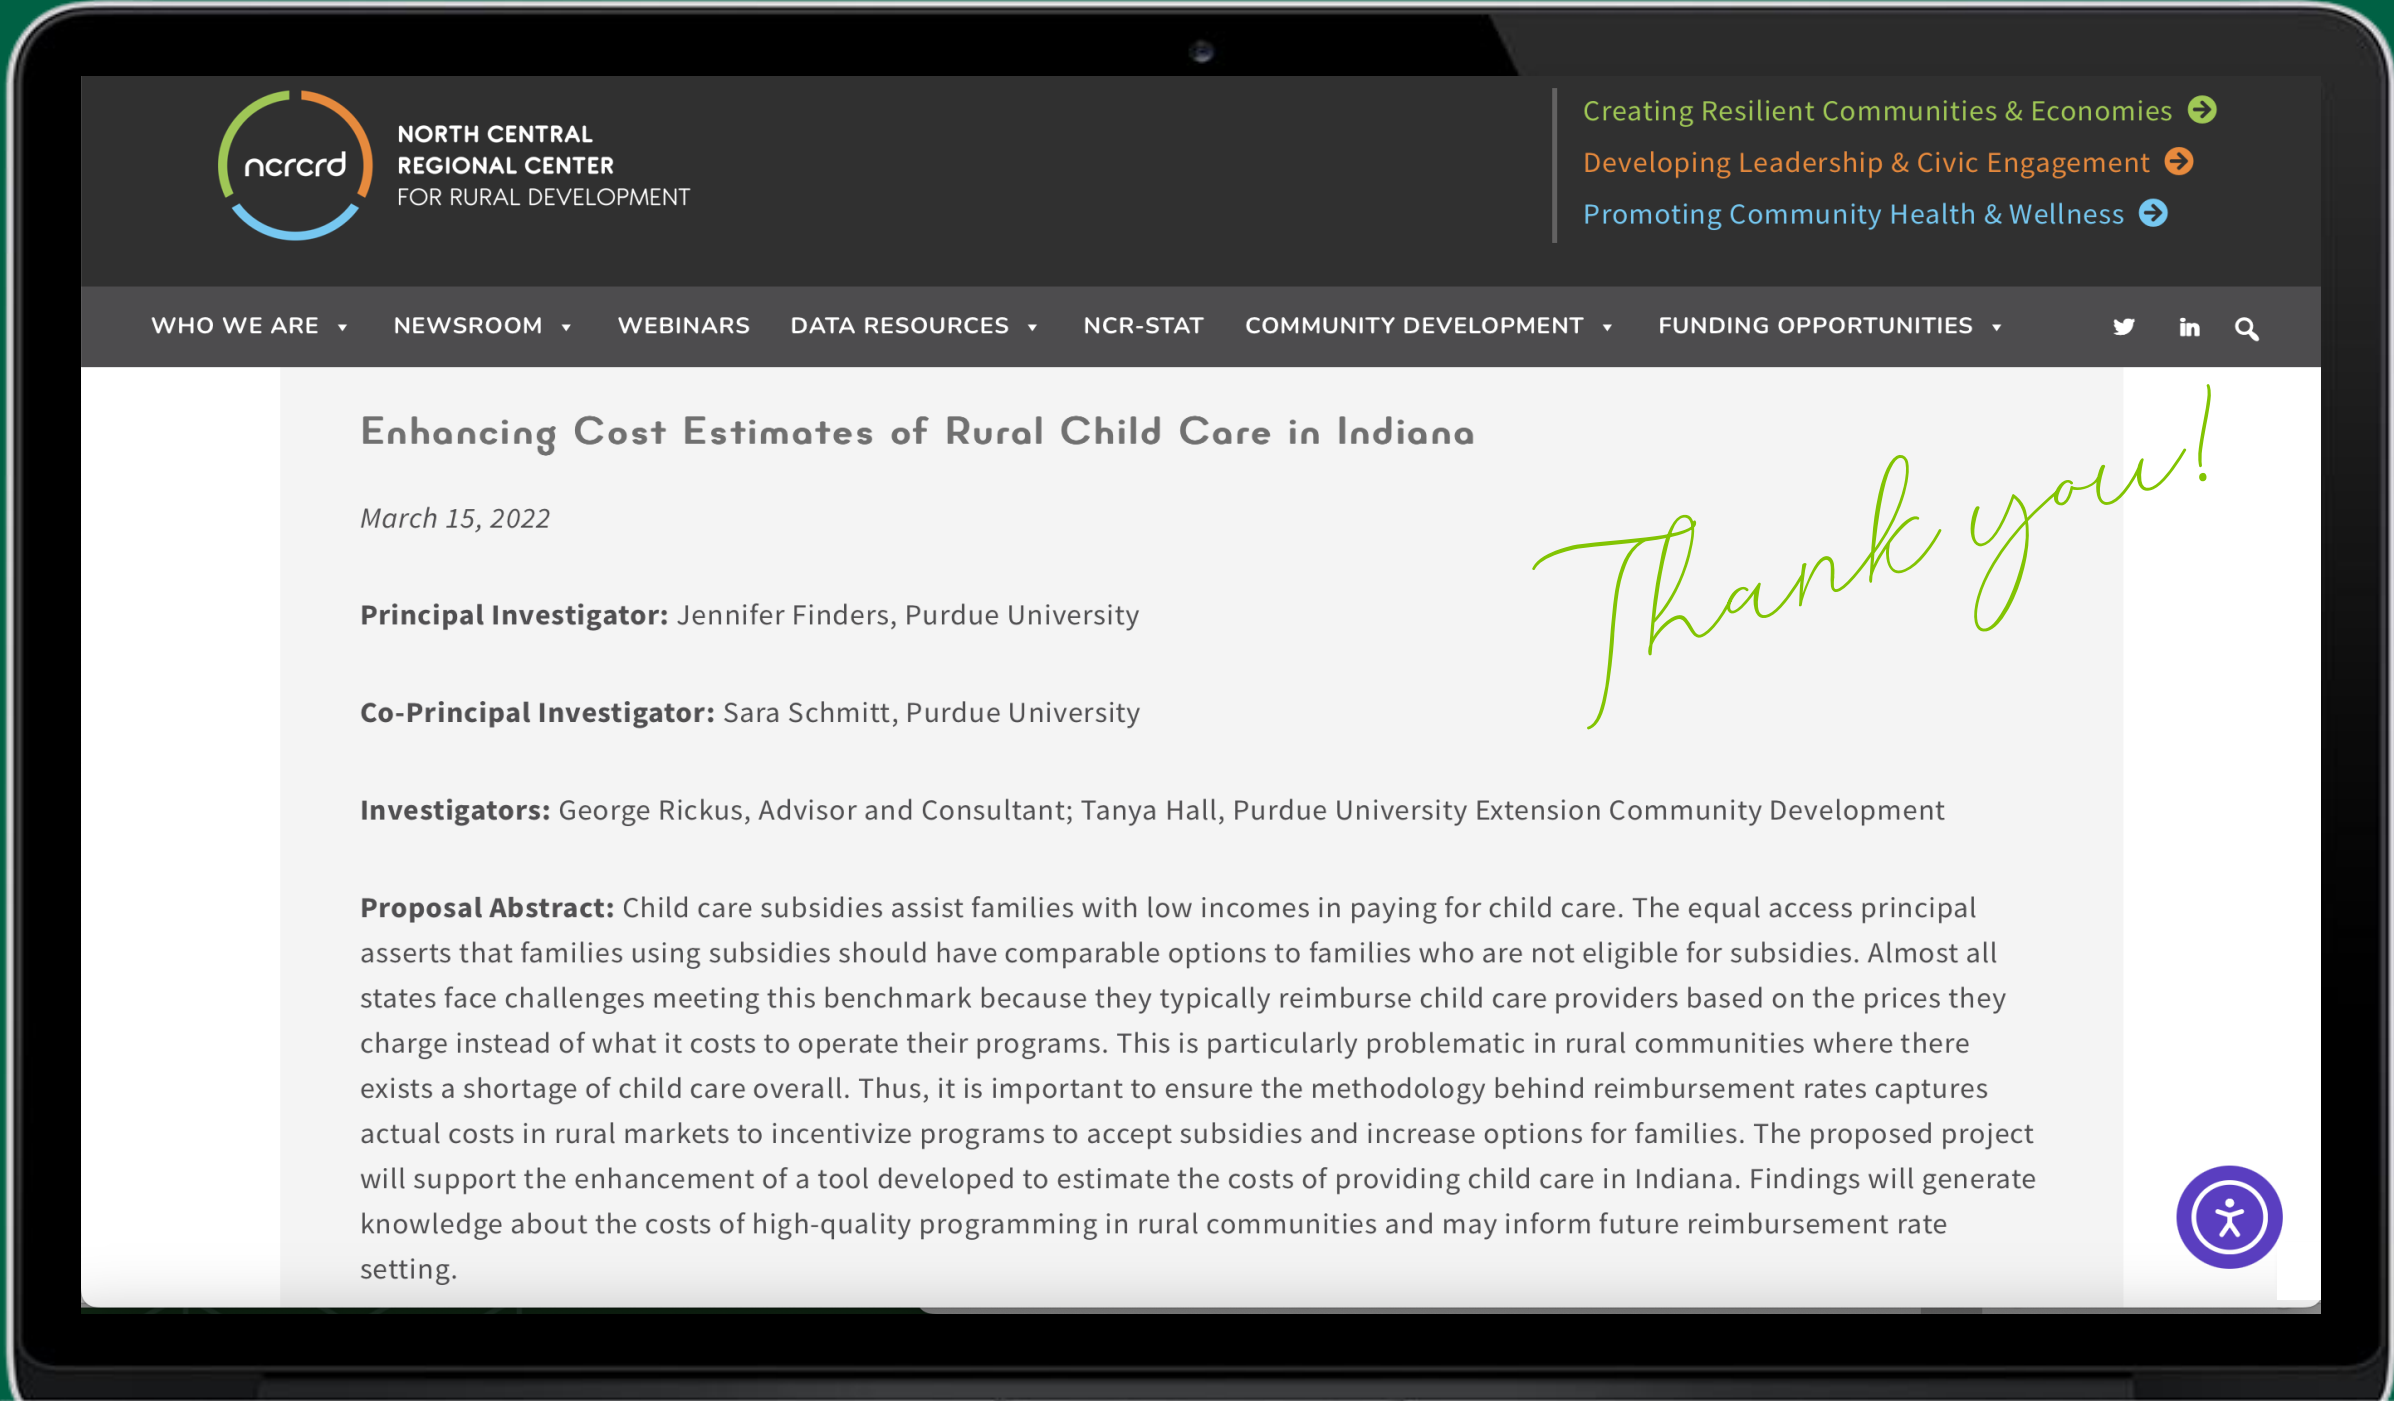 ncrcrd
NORTH CENTRAL
REGIONAL CENTER
FOR RURAL DEVELOPMENT
Creating Resilient Communities & Economies
Developing Leadership & Civic Engagement
Promoting Community Health & Wellness
WHO WE ARE NEWSROOM WEBINARS DATA RESOURCES NCR-STAT COMMUNITY DEVELOPMENT FUNDING OPPORTUNITIES in
Enhancing Cost Estimates of Rural Child Care in Indiana
March 15, 2022
Thank you!
Principal Investigator: Jennifer Finders, Purdue University
Co-Principal Investigator: Sara Schmitt, Purdue University
Investigators: George Rickus, Advisor and Consultant; Tanya Hall, Purdue University Extension Community Development
Proposal Abstract: Child care subsidies assist families with low incomes in paying for child care. The equal access principal
asserts that families using subsidies should have comparable options to families who are not eligible for subsidies. Almost all
states face challenges meeting this benchmark because they typically reimburse child care providers based on the prices they
charge instead of what it costs to operate their programs. This is particularly problematic in rural communities where there
exists a shortage of child care overall. Thus, it is important to ensure the methodology behind reimbursement rates captures
actual costs in rural markets to incentivize programs to accept subsidies and increase options for families. The proposed project
will support the enhancement of a tool developed to estimate the costs of providing child care in Indiana. Findings will generate
knowledge about the costs of high-quality programming in rural communities and may inform future reimbursement rate
setting.